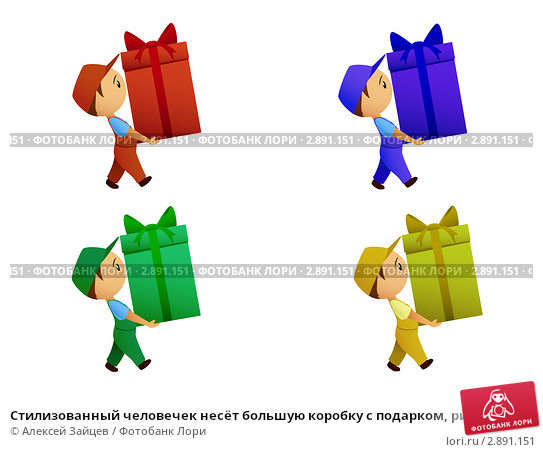 151 · ФОТОБАНК ЛОРИ · 2.891.151 · ФОТОБАНК ЛОРИ · 2.891.151 · ФОТОБАНК ЛОРИ · 2.891.151 ·
151 · ФОТОБАНК ЛОРИ · 2.891.151 · ФОТОБАНК ЛОРИ · 2.891.151 · ФОТОБАНК ЛОРИ · 2.891.151 ·
Стилизованный человечек несёт большую коробку с подарком,
© Алексей Зайцев / Фотобанк Лори
ФОТОБАНК ЛОРИ
lori.ru / 2.891.151